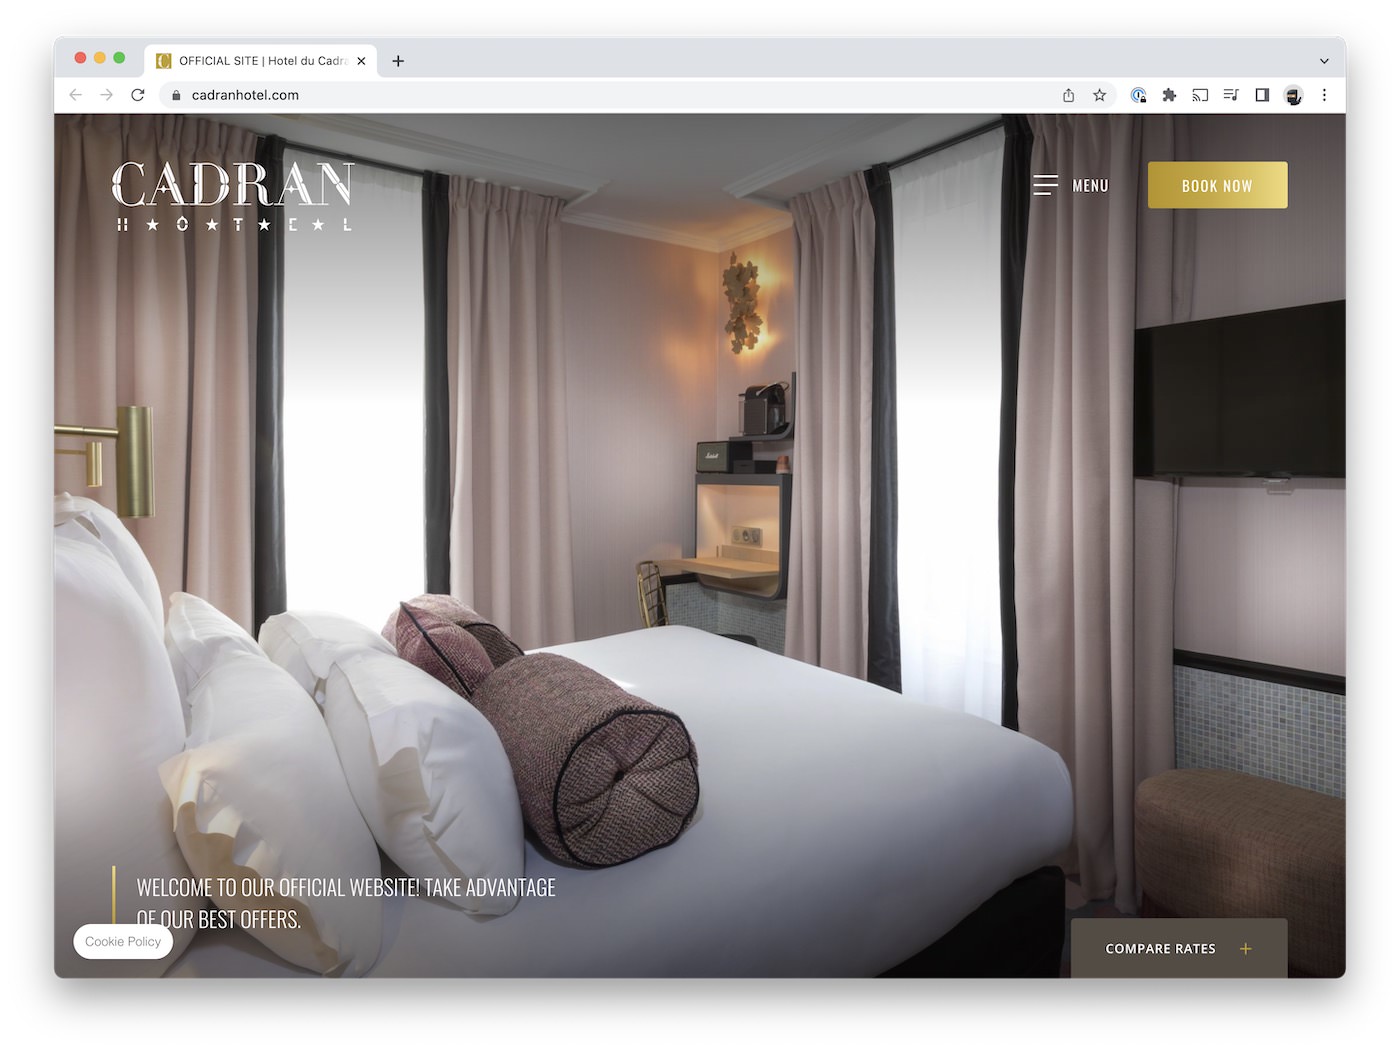 OFFICIAL SITE | Hotel du Cadra
cadranhotel.com
CADRAN
H★Ô★T★E★L
MENU
BOOK NOW
Marshall
WELCOME TO OUR OFFICIAL WEBSITE! TAKE ADVANTAGE
OF OUR BEST OFFERS.
Cookie Policy
COMPARE RATES